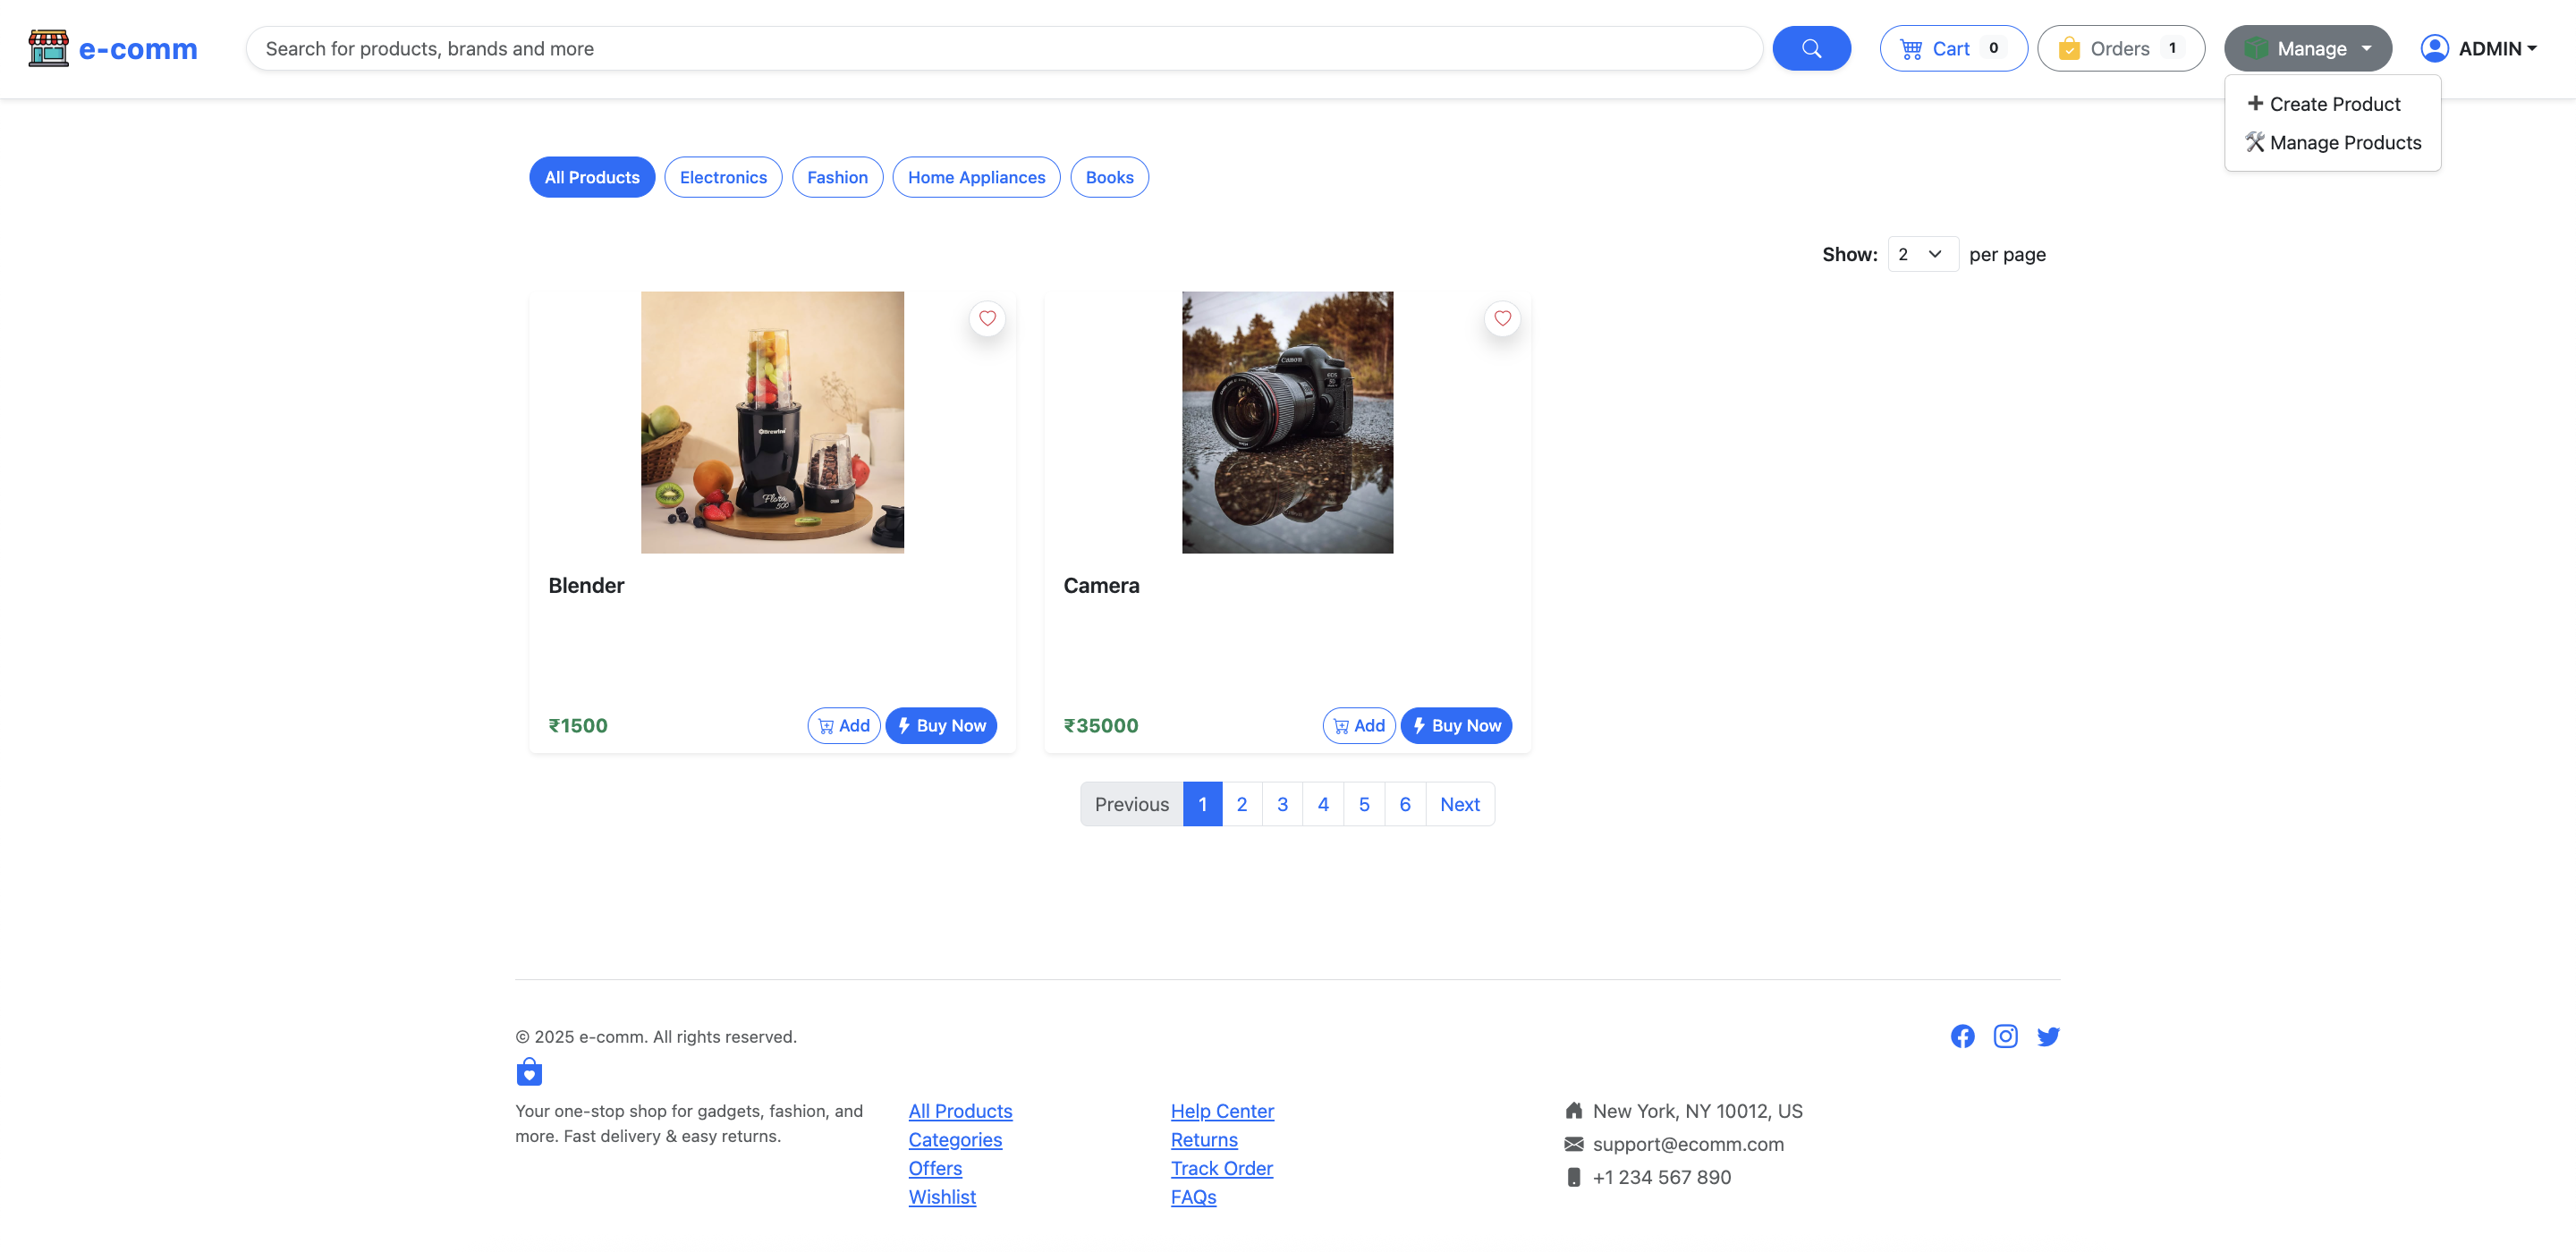 e-comm
Search for products, brands and more
Cart 0
Orders 1
Manage
ADMIN
Create Product
Manage Products
All Products
Electronics
Fashion
Home Appliances
Books
Show: 2 per page
Canon
Flora
500
Blender
Camera
₹1500
Add
Buy Now
₹35000
Add
Buy Now
Previous 1 2 3 4 5 6 Next
© 2025 e-comm. All rights reserved.
Your one-stop shop for gadgets, fashion, and
more. Fast delivery & easy returns.
All Products
Categories
Offers
Wishlist
Help Center
Returns
Track Order
FAQs
New York, NY 10012, US
support@ecomm.com
+1 234 567 890